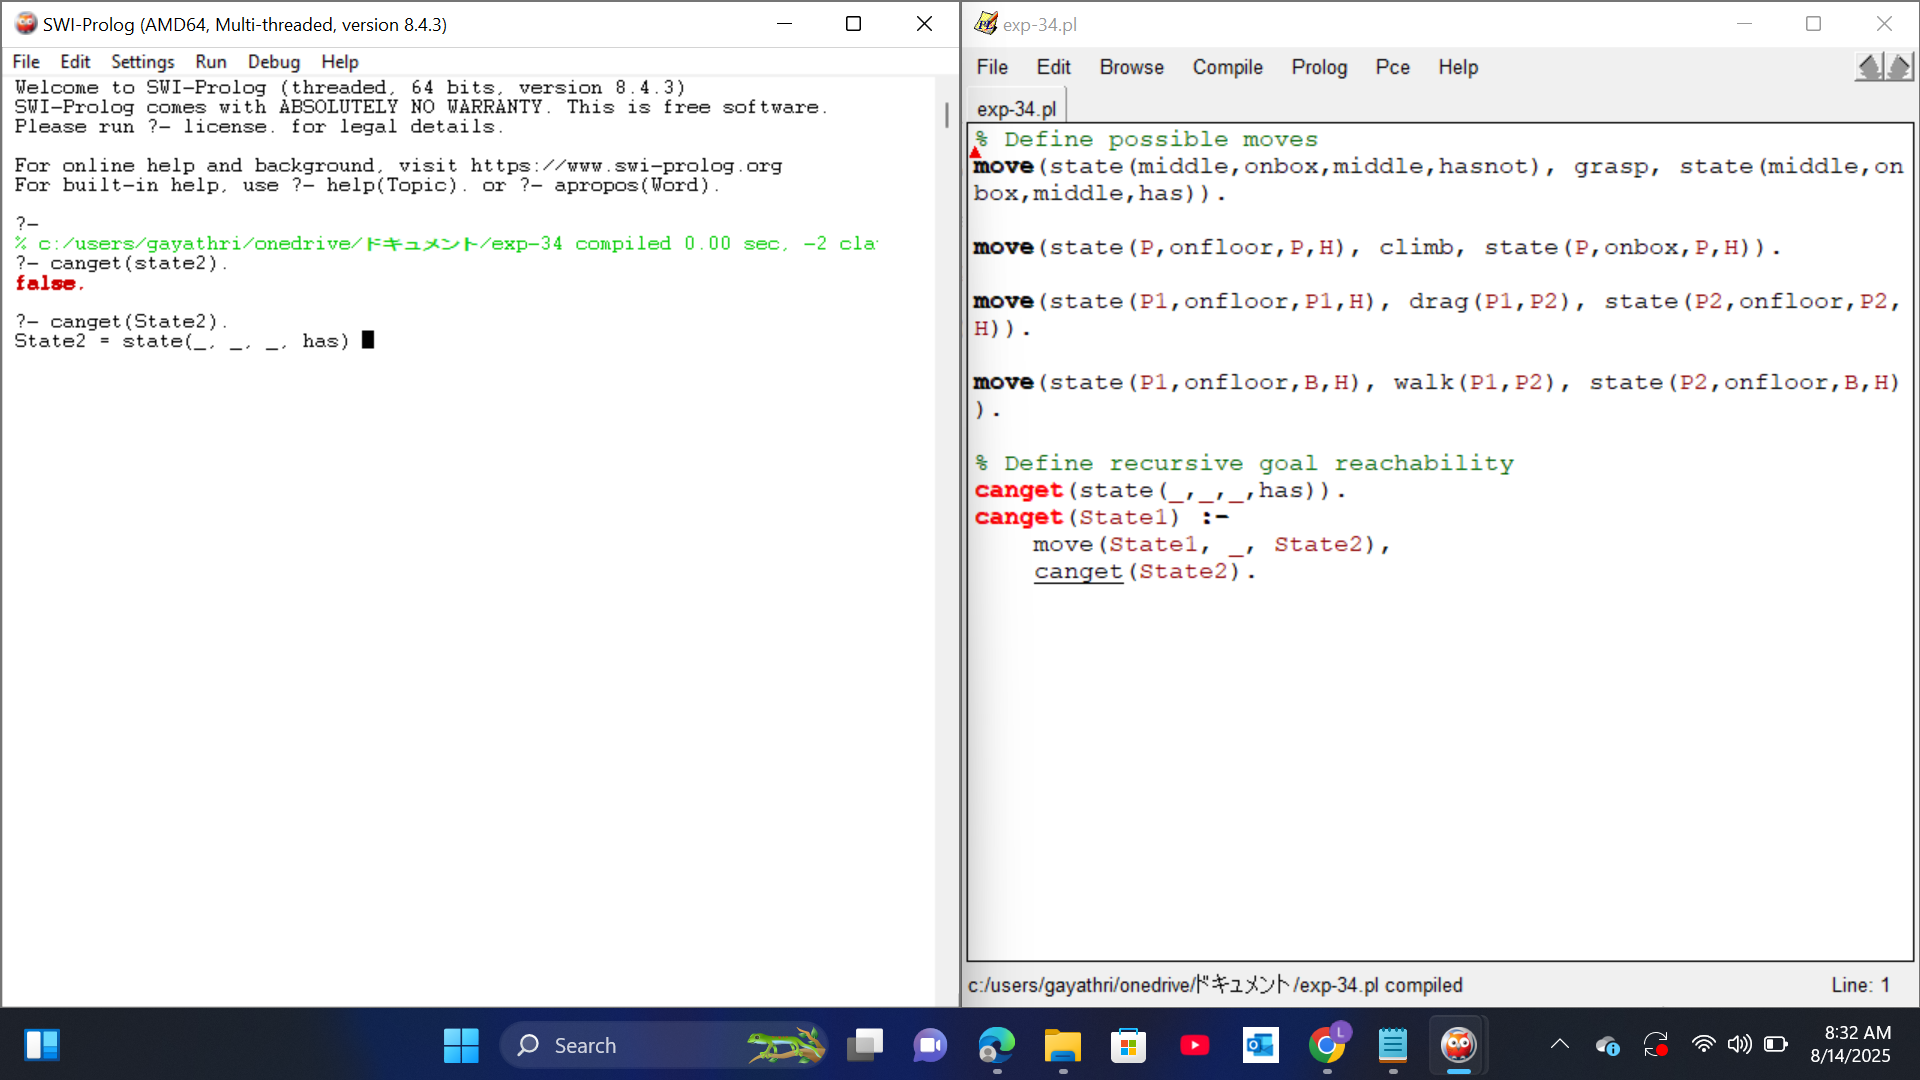 SWI-Prolog (AMD64, Multi-threaded, version 8.4.3)
File Edit Settings Run Debug Help
Welcome to SWI-Prolog (threaded, 64 bits, version 8.4.3)
SWI-Prolog comes with ABSOLUTELY NO WARRANTY. This is free software.
Please run ?- license. for legal details.
For online help and background, visit https://www.swi-prolog.org
For built-in help, use ?- help(Topic). or ?- apropos(Word).
?-
% c:/users/gayathri/onedrive/ドキュメント/exp-34 compiled 0.00 sec, -2 cla
?- canget(state2).
false.
?- canget(State2).
State2 = state(_, _, _, has)
exp-34.pl
File Edit Browse Compile Prolog Pce Help
exp-34.pl
% Define possible moves
move(state(middle,onbox,middle,hasnot), grasp, state(middle,on
box,middle,has)).
move(state(P,onfloor,P,H), climb, state(P,onbox,P,H)).
move(state(P1,onfloor,P1,H), drag(P1,P2), state(P2,onfloor,P2,
H)).
move(state(P1,onfloor,B,H), walk(P1,P2), state(P2,onfloor,B,H)
).
% Define recursive goal reachability
canget(state(_,_,_,has)).
canget(State1) :-
move(State1, _, State2),
canget(State2).
c:/users/gayathri/onedrive/ドキュメント/exp-34.pl compiled
Line: 1
Search
L
8:32 AM
8/14/2025